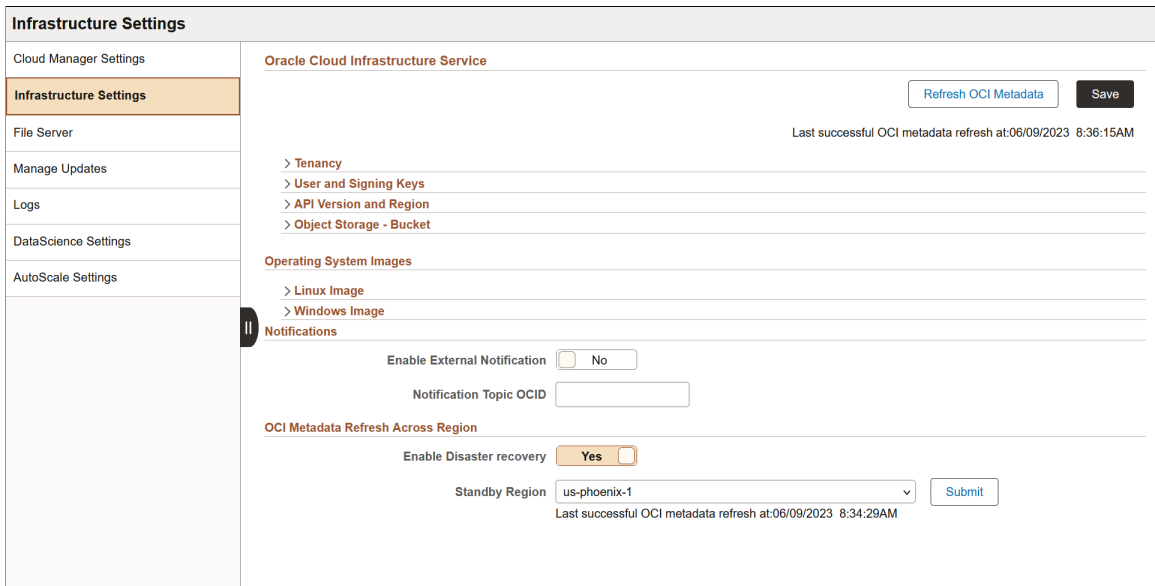 Infrastructure Settings
Cloud Manager Settings
Infrastructure Settings
File Server
Manage Updates
Logs
DataScience Settings
AutoScale Settings
Oracle Cloud Infrastructure Service
Refresh OCI Metadata
Save
Last successful OCI metadata refresh at:06/09/2023 8:36:15AM
Tenancy
User and Signing Keys
API Version and Region
Object Storage - Bucket
Operating System Images
Linux Image
Windows Image
Notifications
Enable External Notification No
Notification Topic OCID
OCI Metadata Refresh Across Region
Enable Disaster recovery Yes
Standby Region us-phoenix-1 Submit
Last successful OCI metadata refresh at:06/09/2023 8:34:29AM